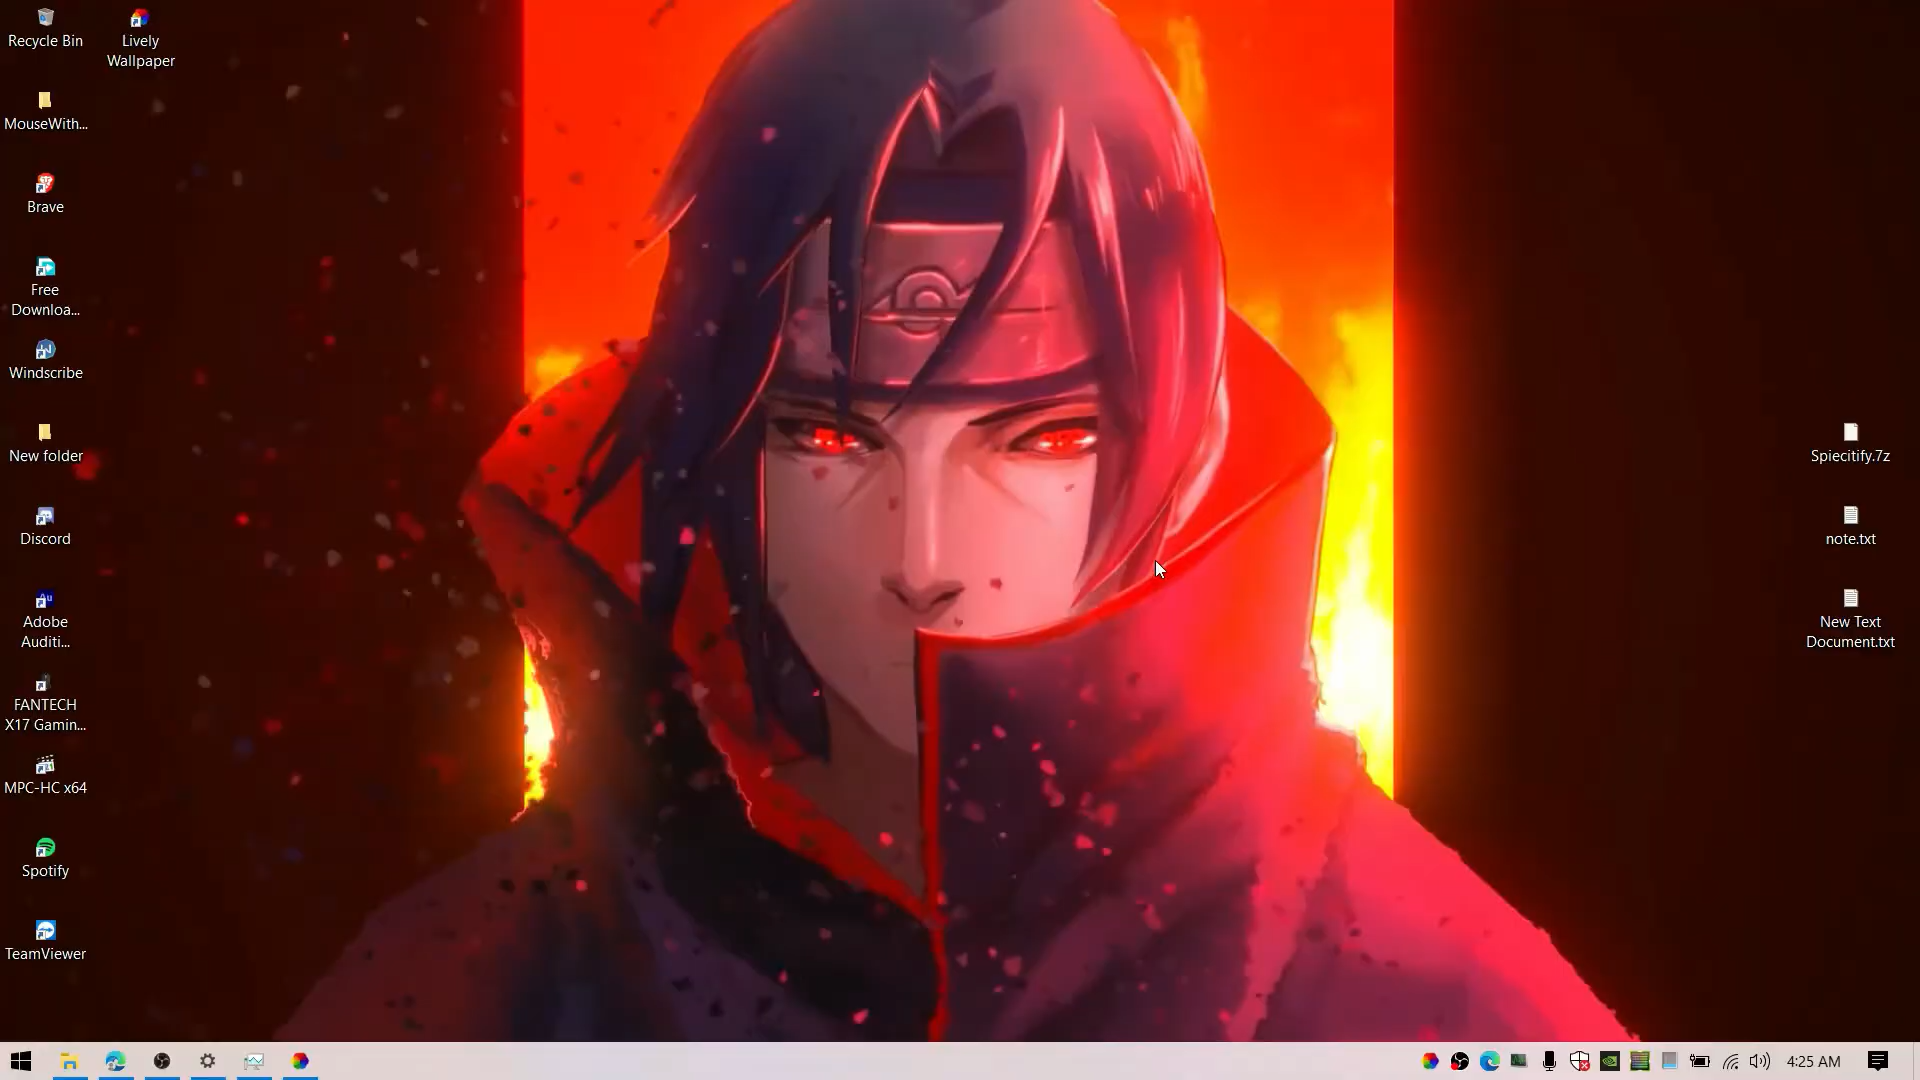 Recycle Bin
Lively
Wallpaper
MouseWith...
Brave
Free
Downloa...
Windscribe
New folder
Discord
Au
Adobe
Auditi...
FANTECH
X17 Gamin...
MPC-HC x64
Spotify
TeamViewer
Spiecitify.7z
note.txt
New Text
Document.txt
4:25 AM